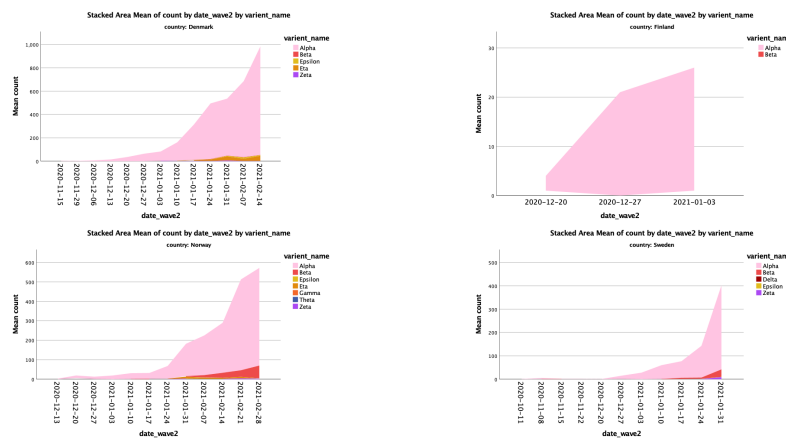 Stacked Area Mean of count by date_wave2 by varient_name
country: Denmark
varient_name
Alpha
Beta
Epsilon
Eta
Zeta
Mean count
1,000
800
600
400
200
0
2020-11-15
2020-11-29
2020-12-06
2020-12-13
2020-12-20
2020-12-27
2021-01-03
2021-01-10
2021-01-17
2021-01-24
2021-01-31
2021-02-07
2021-02-14
date_wave2
Stacked Area Mean of count by date_wave2 by varient_name
country: Finland
varient_name
Alpha
Beta
Mean count
30
20
10
0
2020-12-20
2020-12-27
2021-01-03
date_wave2
Stacked Area Mean of count by date_wave2 by varient_name
country: Norway
varient_name
Alpha
Beta
Epsilon
Eta
Gamma
Theta
Zeta
Mean count
600
500
400
300
200
100
0
2020-12-13
2020-12-20
2020-12-27
2021-01-03
2021-01-10
2021-01-17
2021-01-24
2021-01-31
2021-02-07
2021-02-14
2021-02-21
2021-02-28
date_wave2
Stacked Area Mean of count by date_wave2 by varient_name
country: Sweden
varient_name
Alpha
Beta
Delta
Epsilon
Zeta
Mean count
500
400
300
200
100
0
2020-10-11
2020-11-08
2020-11-15
2020-11-22
2020-12-20
2020-12-27
2021-01-03
2021-01-10
2021-01-17
2021-01-24
2021-01-31
date_wave2